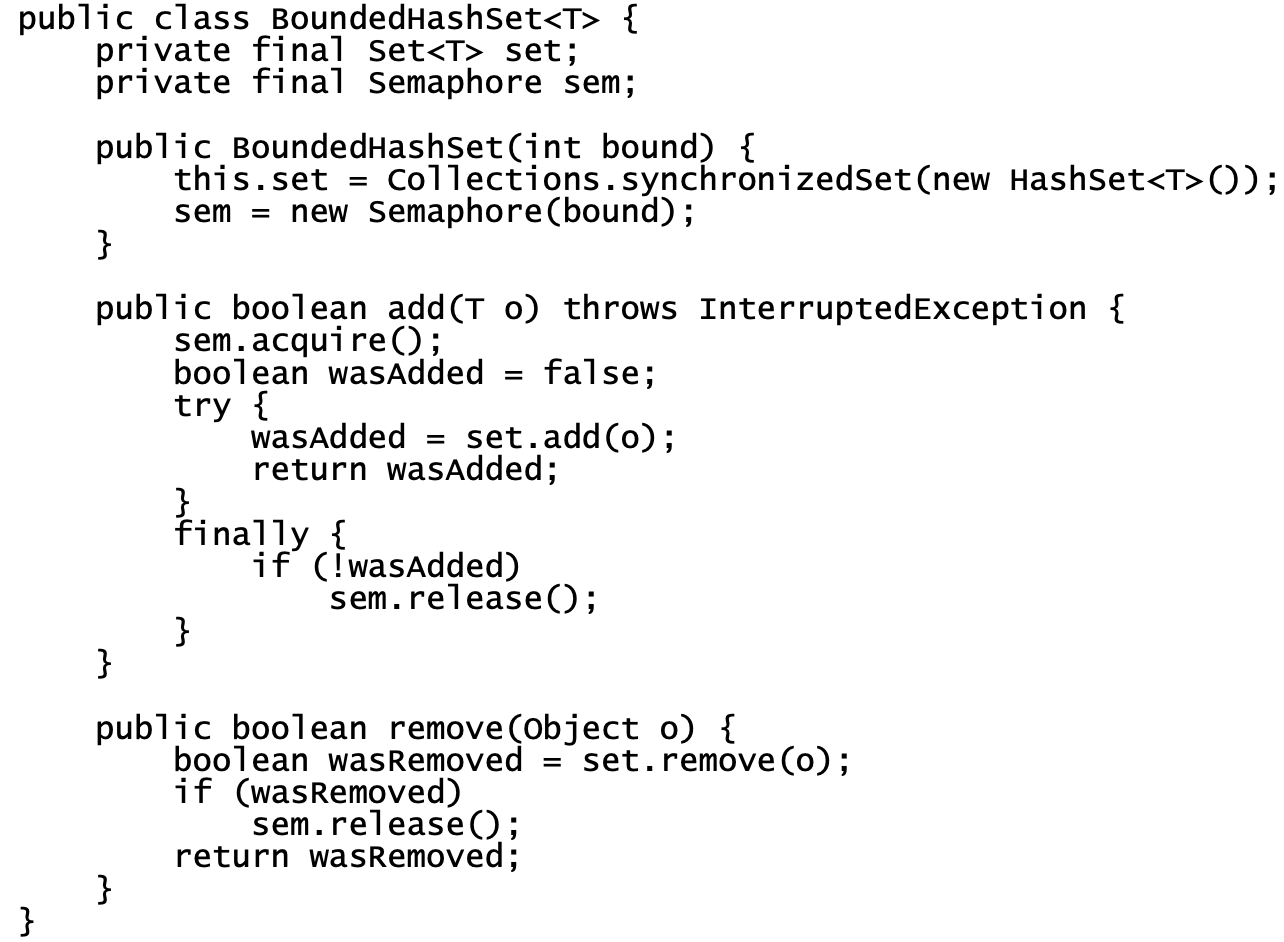 public class BoundedHashSet<T> {
    private final Set<T> set;
    private final Semaphore sem;

    public BoundedHashSet(int bound) {
        this.set = Collections.synchronizedSet(new HashSet<T>());
        sem = new Semaphore(bound);
    }

    public boolean add(T o) throws InterruptedException {
        sem.acquire();
        boolean wasAdded = false;
        try {
            wasAdded = set.add(o);
            return wasAdded;
        }
        finally {
            if (!wasAdded)
                sem.release();
        }
    }

    public boolean remove(Object o) {
        boolean wasRemoved = set.remove(o);
        if (wasRemoved)
            sem.release();
        return wasRemoved;
    }
}